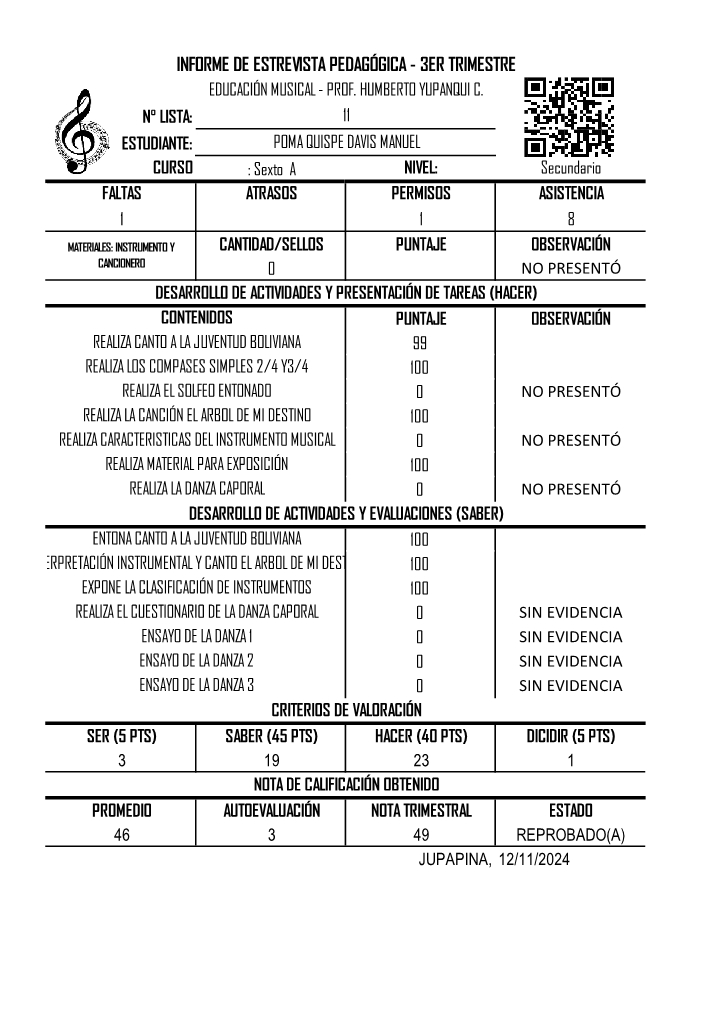 INFORME DE ESTREVISTA PEDAGÓGICA - 3ER TRIMESTRE
EDUCACIÓN MUSICAL - PROF. HUMBERTO YUPANQUI C.
Nº LISTA: 11
ESTUDIANTE: POMA QUISPE DAVIS MANUEL
CURSO : Sexto A NIVEL: Secundario
FALTAS ATRASOS PERMISOS ASISTENCIA
1 1 8
MATERIALES: INSTRUMENTO Y CANCIONERO CANTIDAD/SELLOS PUNTAJE OBSERVACIÓN
0 NO PRESENTÓ
DESARROLLO DE ACTIVIDADES Y PRESENTACIÓN DE TAREAS (HACER)
CONTENIDOS PUNTAJE OBSERVACIÓN
REALIZA CANTO A LA JUVENTUD BOLIVIANA 99
REALIZA LOS COMPASES SIMPLES 2/4 Y3/4 100
REALIZA EL SOLFEO ENTONADO 0 NO PRESENTÓ
REALIZA LA CANCIÓN EL ARBOL DE MI DESTINO 100
REALIZA CARACTERISTICAS DEL INSTRUMENTO MUSICAL 0 NO PRESENTÓ
REALIZA MATERIAL PARA EXPOSICIÓN 100
REALIZA LA DANZA CAPORAL 0 NO PRESENTÓ
DESARROLLO DE ACTIVIDADES Y EVALUACIONES (SABER)
ENTONA CANTO A LA JUVENTUD BOLIVIANA 100
ERPRETACIÓN INSTRUMENTAL Y CANTO EL ARBOL DE MI DEST 100
EXPONE LA CLASIFICACIÓN DE INSTRUMENTOS 100
REALIZA EL CUESTIONARIO DE LA DANZA CAPORAL 0 SIN EVIDENCIA
ENSAYO DE LA DANZA 1 0 SIN EVIDENCIA
ENSAYO DE LA DANZA 2 0 SIN EVIDENCIA
ENSAYO DE LA DANZA 3 0 SIN EVIDENCIA
CRITERIOS DE VALORACIÓN
SER (5 PTS) SABER (45 PTS) HACER (40 PTS) DICIDIR (5 PTS)
3 19 23 1
NOTA DE CALIFICACIÓN OBTENIDO
PROMEDIO AUTOEVALUACIÓN NOTA TRIMESTRAL ESTADO
46 3 49 REPROBADO(A)
JUPAPINA, 12/11/2024